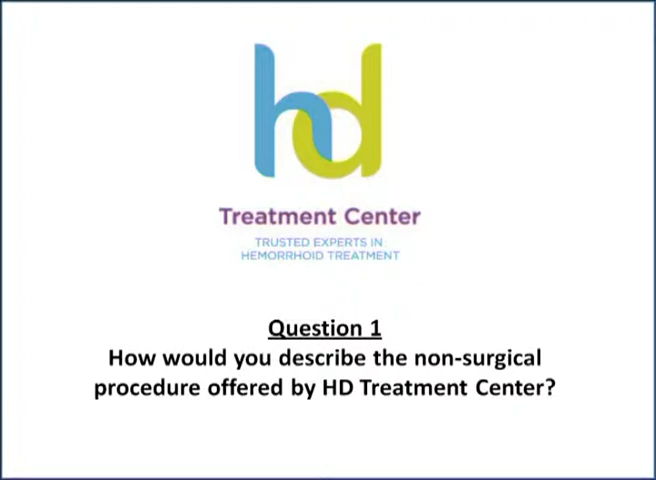 hd
Treatment Center
TRUSTED EXPERTS IN
HEMORRHOID TREATMENT
Question 1
How would you describe the non-surgical
procedure offered by HD Treatment Center?